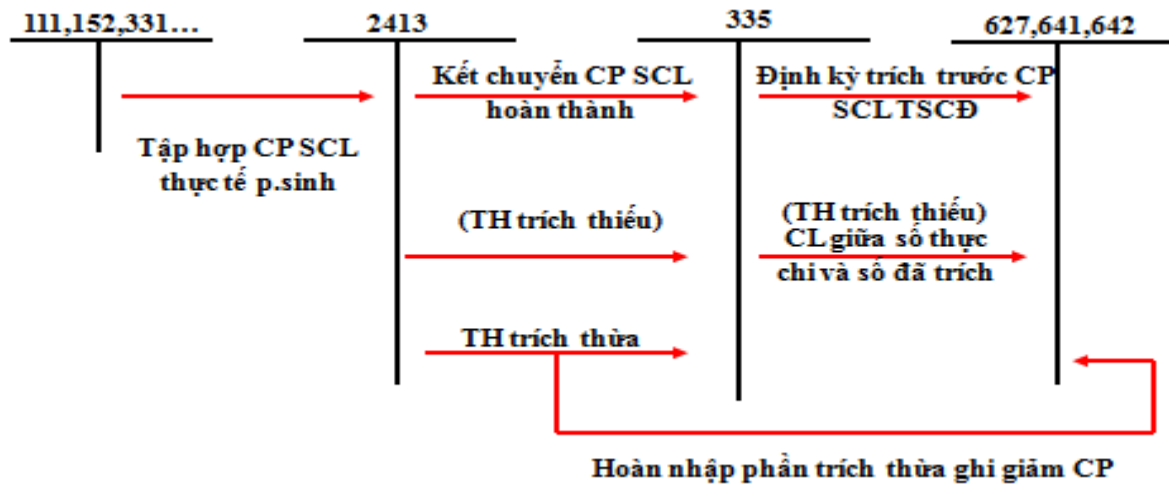 111,152,331...
2413
335
627,641,642
Kết chuyển CP SCL
hoàn thành
Định kỳ trích trước CP
SCL TSCĐ
Tập hợp CP SCL
thực tế p.sinh
(TH trích thiếu)
(TH trích thiếu)
CL giữa số thực
chi và số đã trích
TH trích thừa
Hoàn nhập phần trích thừa ghi giảm CP